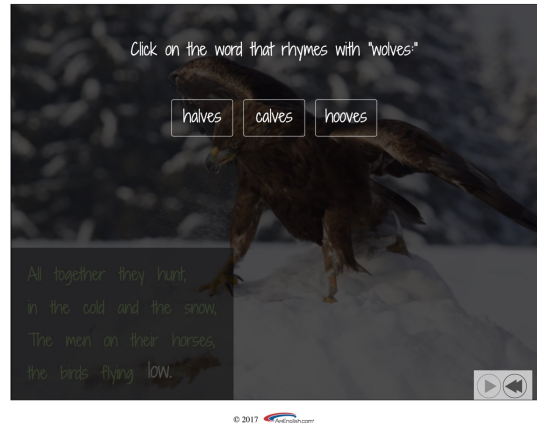 Click on the word that rhymes with "wolves:"
halves calves hooves
All together they hunt,
in the cold and the snow,
The men on their horses,
the birds flying low.
© 2017 AmEnglish.com